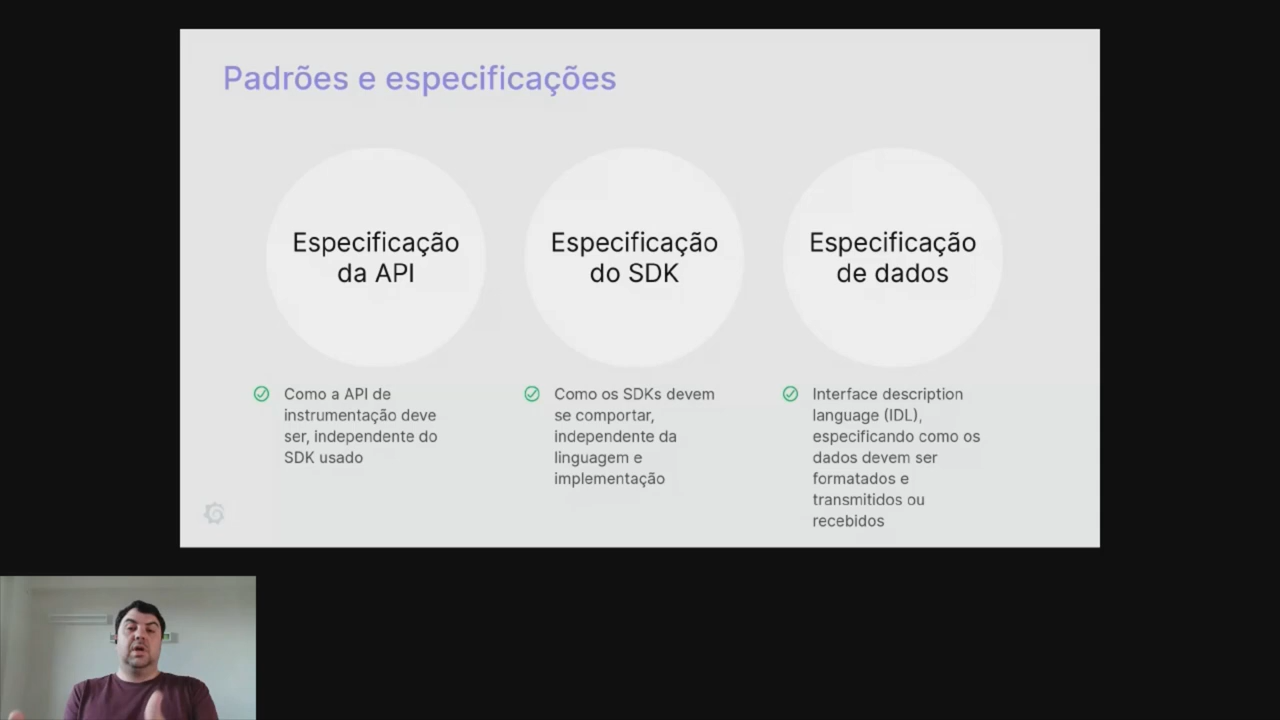 Padrões e especificações
Especificação
da API
Especificação
do SDK
Especificação
de dados
Como a API de
instrumentação deve
ser, independente do
SDK usado
Como os SDKs devem
se comportar,
independente da
linguagem e
implementação
Interface description
language (IDL),
especificando como os
dados devem ser
formatados e
transmitidos ou
recebidos